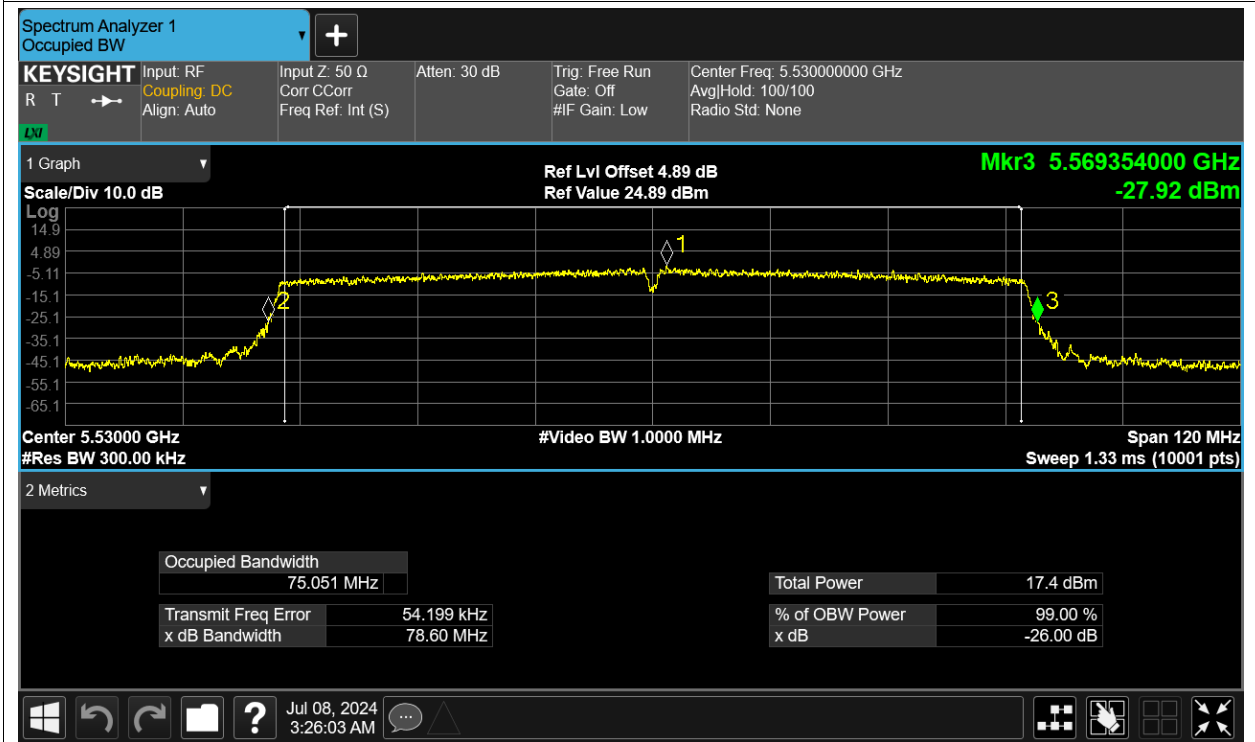 Spectrum Analyzer 1
Occupied BW
KEYSIGHT
R T
LXI
Input: RF
Coupling: DC
Align: Auto
Input Z: 50 Ω
Corr CCorr
Freq Ref: Int (S)
Atten: 30 dB
Trig: Free Run
Gate: Off
#IF Gain: Low
Center Freq: 5.530000000 GHz
Avg|Hold: 100/100
Radio Std: None
1 Graph
Scale/Div 10.0 dB
Ref Lvl Offset 4.89 dB
Ref Value 24.89 dBm
Mkr3 5.569354000 GHz
-27.92 dBm
Log
14.9
4.89
-5.11
-15.1
-25.1
-35.1
-45.1
-55.1
-65.1
1
2
3
Center 5.53000 GHz
#Res BW 300.00 kHz
#Video BW 1.0000 MHz
Span 120 MHz
Sweep 1.33 ms (10001 pts)
2 Metrics
Occupied Bandwidth
75.051 MHz
Transmit Freq Error 54.199 kHz
x dB Bandwidth 78.60 MHz
Total Power 17.4 dBm
% of OBW Power 99.00 %
x dB -26.00 dB
?
Jul 08, 2024
3:26:03 AM